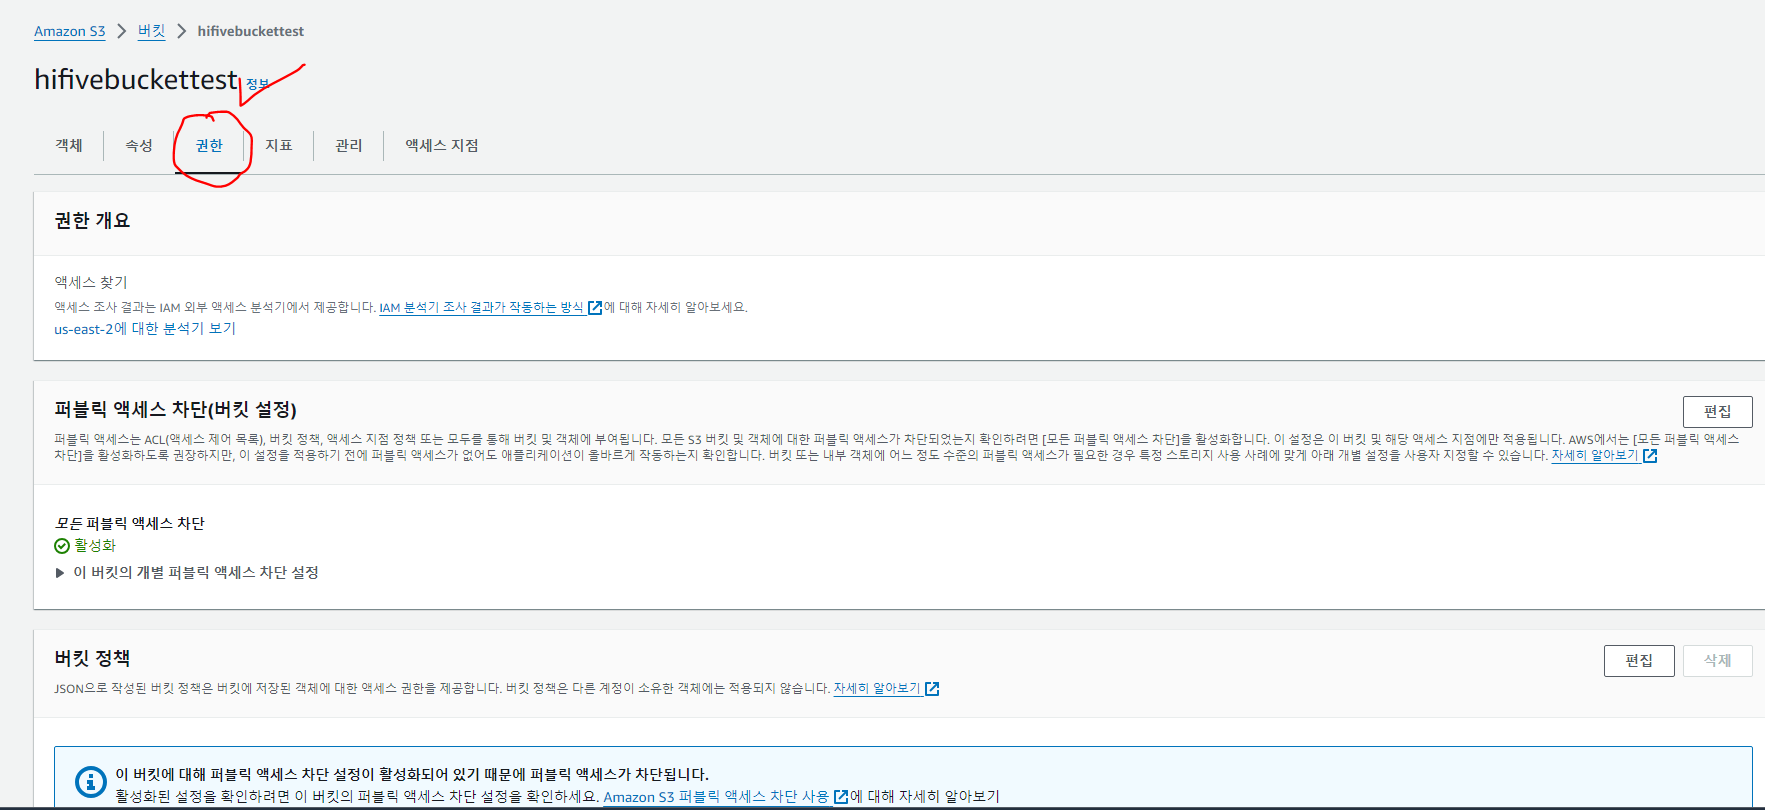 Amazon S3 > 버킷 > hifivebuckettest
hifivebuckettest 정보
객체 속성 권한 지표 관리 액세스 지점
권한 개요
액세스 찾기
액세스 조사 결과는 IAM 외부 액세스 분석기에서 제공합니다. IAM 분석기 조사 결과가 작동하는 방식 에 대해 자세히 알아보세요.
us-east-2에 대한 분석기 보기
퍼블릭 액세스 차단(버킷 설정)
편집
퍼블릭 액세스는 ACL(액세스 제어 목록), 버킷 정책, 액세스 지점 정책 또는 모두를 통해 버킷 및 객체에 부여됩니다. 모든 S3 버킷 및 객체에 대한 퍼블릭 액세스가 차단되었는지 확인하려면 [모든 퍼블릭 액세스 차단]을 활성화합니다. 이 설정은 이 버킷 및 해당 액세스 지점에만 적용됩니다. AWS에서는 [모든 퍼블릭 액세스
차단]을 활성화하도록 권장하지만, 이 설정을 적용하기 전에 퍼블릭 액세스가 없어도 애플리케이션이 올바르게 작동하는지 확인합니다. 버킷 또는 내부 객체에 어느 정도 수준의 퍼블릭 액세스가 필요한 경우 특정 스토리지 사용 사례에 맞게 아래 개별 설정을 사용자 지정할 수 있습니다. 자세히 알아보기
모든 퍼블릭 액세스 차단
활성화
이 버킷의 개별 퍼블릭 액세스 차단 설정
버킷 정책
편집 삭제
JSON으로 작성된 버킷 정책은 버킷에 저장된 객체에 대한 액세스 권한을 제공합니다. 버킷 정책은 다른 계정이 소유한 객체에는 적용되지 않습니다. 자세히 알아보기
이 버킷에 대해 퍼블릭 액세스 차단 설정이 활성화되어 있기 때문에 퍼블릭 액세스가 차단됩니다.
활성화된 설정을 확인하려면 이 버킷의 퍼블릭 액세스 차단 설정을 확인하세요. Amazon S3 퍼블릭 액세스 차단 사용 에 대해 자세히 알아보기